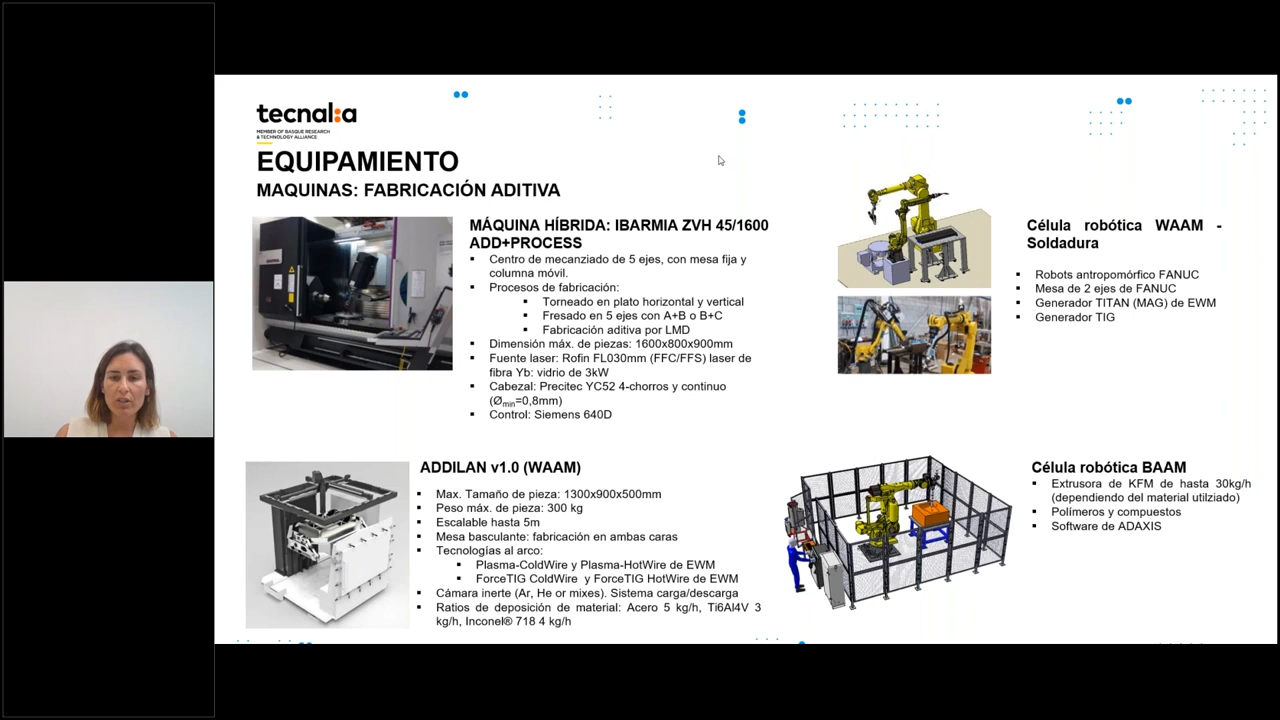 tecnal:a
MEMBER OF BASQUE RESEARCH
& TECHNOLOGY ALLIANCE
EQUIPAMIENTO
MAQUINAS: FABRICACIÓN ADITIVA
MÁQUINA HÍBRIDA: IBARMIA ZVH 45/1600
ADD+PROCESS
▪ Centro de mecanziado de 5 ejes, con mesa fija y
columna móvil.
▪ Procesos de fabricación:
▪ Torneado en plato horizontal y vertical
▪ Fresado en 5 ejes con A+B o B+C
▪ Fabricación aditiva por LMD
▪ Dimensión máx. de piezas: 1600x800x900mm
▪ Fuente laser: Rofin FL030mm (FFC/FFS) laser de
fibra Yb: vidrio de 3kW
▪ Cabezal: Precitec YC52 4-chorros y continuo
(Ømin=0,8mm)
▪ Control: Siemens 640D
Célula robótica WAAM -
Soldadura
▪ Robots antropomórfico FANUC
▪ Mesa de 2 ejes de FANUC
▪ Generador TITAN (MAG) de EWM
▪ Generador TIG
ADDILAN v1.0 (WAAM)
▪ Max. Tamaño de pieza: 1300x900x500mm
▪ Peso máx. de pieza: 300 kg
▪ Escalable hasta 5m
▪ Mesa basculante: fabricación en ambas caras
▪ Tecnologías al arco:
▪ Plasma-ColdWire y Plasma-HotWire de EWM
▪ ForceTIG ColdWire y ForceTIG HotWire de EWM
▪ Cámara inerte (Ar, He or mixes). Sistema carga/descarga
▪ Ratios de deposición de material: Acero 5 kg/h, Ti6Al4V 3
kg/h, Inconel® 718 4 kg/h
Célula robótica BAAM
▪ Extrusora de KFM de hasta 30kg/h
(dependiendo del material utilziado)
▪ Polímeros y compuestos
▪ Software de ADAXIS